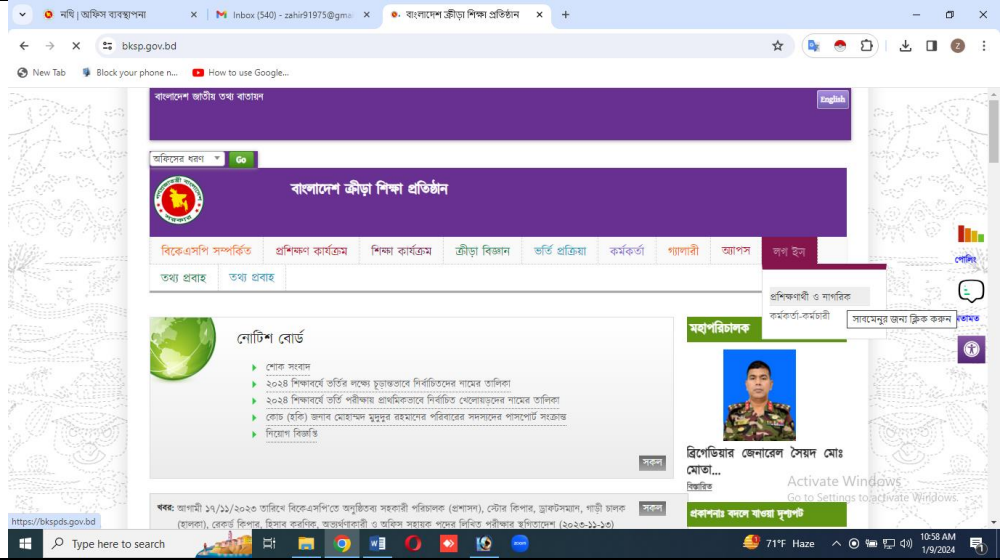 নথি | অফিস ব্যবস্থাপনা
Inbox (540) - zahir91975@gma
বাংলাদেশ ক্রীড়া শিক্ষা প্রতিষ্ঠান
bksp.gov.bd
Z
New Tab
Block your phone n...
How to use Google...
বাংলাদেশ জাতীয় তথ্য বাতায়ন
English
অফিসের ধরণ
Go
বাংলাদেশ ক্রীড়া শিক্ষা প্রতিষ্ঠান
বিকেএসপি সম্পর্কিত প্রশিক্ষণ কার্যক্রম শিক্ষা কার্যক্রম ক্রীড়া বিজ্ঞান ভর্তি প্রক্রিয়া কর্মকর্তা গ্যালারী অ্যাপস লগ ইন
তথ্য প্রবাহ তথ্য প্রবাহ
প্রশিক্ষণার্থী ও নাগরিক
কর্মকর্তা-কর্মচারী
সাবমেনুর জন্য ক্লিক করুন
পোলিং
মতামত
নোটিশ বোর্ড
শোক সংবাদ
২০২৪ শিক্ষাবর্ষে ভর্তির লক্ষ্যে চূড়ান্তভাবে নির্বাচিতদের নামের তালিকা
২০২৪ শিক্ষাবর্ষে ভর্তি পরীক্ষায় প্রাথমিকভাবে নির্বাচিত খেলোয়াড়দের নামের তালিকা
কোচ (হকি) জনাব মোহাম্মদ পরিবারের সদস্যদের পাসপোর্ট সংক্রান্ত
নিয়োগ বিজ্ঞপ্তি
সকল
মহাপরিচালক
ব্রিগেডিয়ার জেনারেল সৈয়দ মোঃ
মোতা...
বিস্তারিত
খবর: আগামী ১৭/১১/২০২৩ তারিখে বিকেএসপি'তে অনুষ্ঠিতব্য সহকারী পরিচালক (প্রশাসন), স্টোর কিপার, ড্রাফটসম্যান, গাড়ী চালক
(হালকা), রেকর্ড কিপার, হিসাব করণিক, অভ্যর্থনাকারী ও অফিস সহায়ক পদের লিখিত পরীক্ষার স্থগিতাদেশ (২০২৩-১১-১৩)
সকল
প্রকাশনাঃ বদলে যাওয়া দৃশ্যপট
Activate Windows
Go to Settings to activate Windows.
https://bkspds.gov.bd
Type here to search
zoom
71°F Haze
10:58 AM
1/9/2024